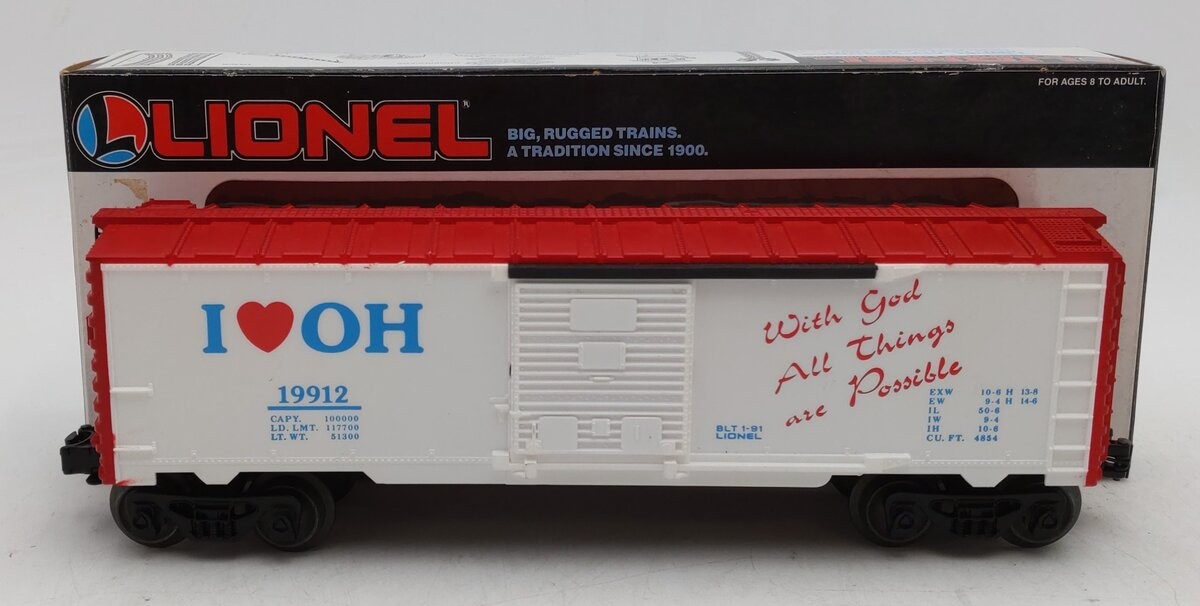 FOR AGES 8 TO ADULT.
LIONEL
BIG, RUGGED TRAINS.
A TRADITION SINCE 1900.
I ❤ OH
19912
CAPY. 100000
LD. LMT. 117700
LT. WT. 51300
With God
All Things
are Possible
BLT 1-91
LIONEL
EXW 10-6 H 13-8
EW 9-4 H 14-6
IL 50-6
IW 9-4
IH 10-6
CU. FT. 4854